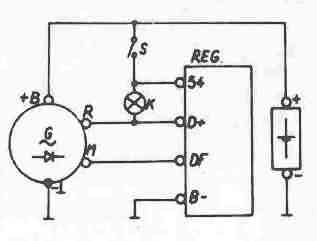 REG.
S
+B
R
54
K
D+
+
G
~
M
DF
-
B-